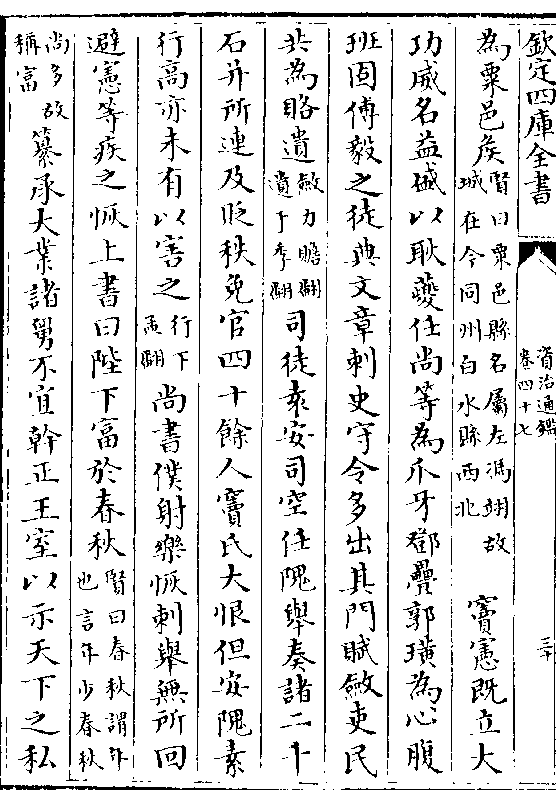 欽定四庫全書
資治通鑑
卷四十七
三十
為粟邑侯賢曰粟邑縣名屬左馮翊故
城在今同州白水縣西北竇憲既立大
功威名益盛以耿夔任尚等為爪牙鄧疊郭璜為心腹
班固傅毅之徒典文章刺史守令多出其門賦斂吏民
共為賂遺斂力贍翻
遺于季翻司徒袁安司空任隗舉奏諸二千
石并所連及貶秩免官四十餘人竇氏大恨但安隗素
行高亦未有以害之行下
孟翻尚書僕射樂恢刺舉無所回
避憲等疾之恢上書曰陛下富於春秋賢曰春秋謂年
也言年少春秋
尚多故
稱富纂承大業諸舅不宜幹正王室以示天下之私